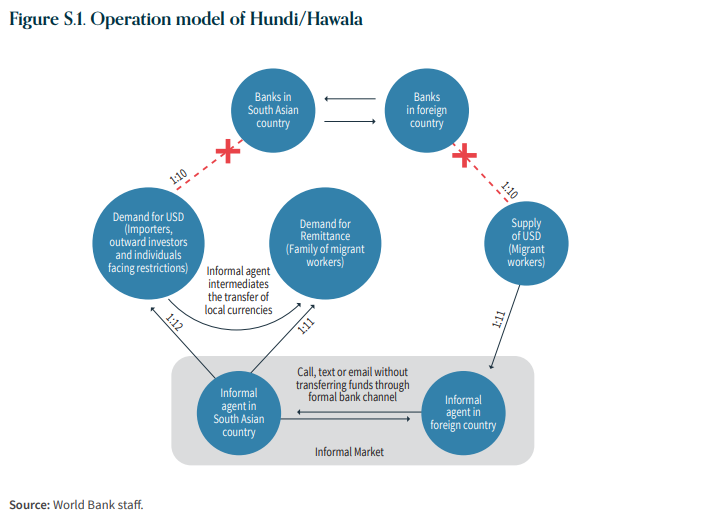 Figure S.1. Operation model of Hundi/Hawala
Banks in
South Asian
country
Banks
in foreign
country
1:10
1:10
Demand for USD
(Importers,
outward investors
and individuals
facing restrictions)
Demand for
Remittance
(Family of migrant
workers)
Supply
of USD
(Migrant
workers)
Informal agent
intermediates
the transfer of
local currencies
1:12
1:11
1:11
Informal
agent in
South Asian
country
Call, text or email without
transferring funds through
formal bank channel
Informal
agent in
foreign country
Informal Market
Source: World Bank staff.